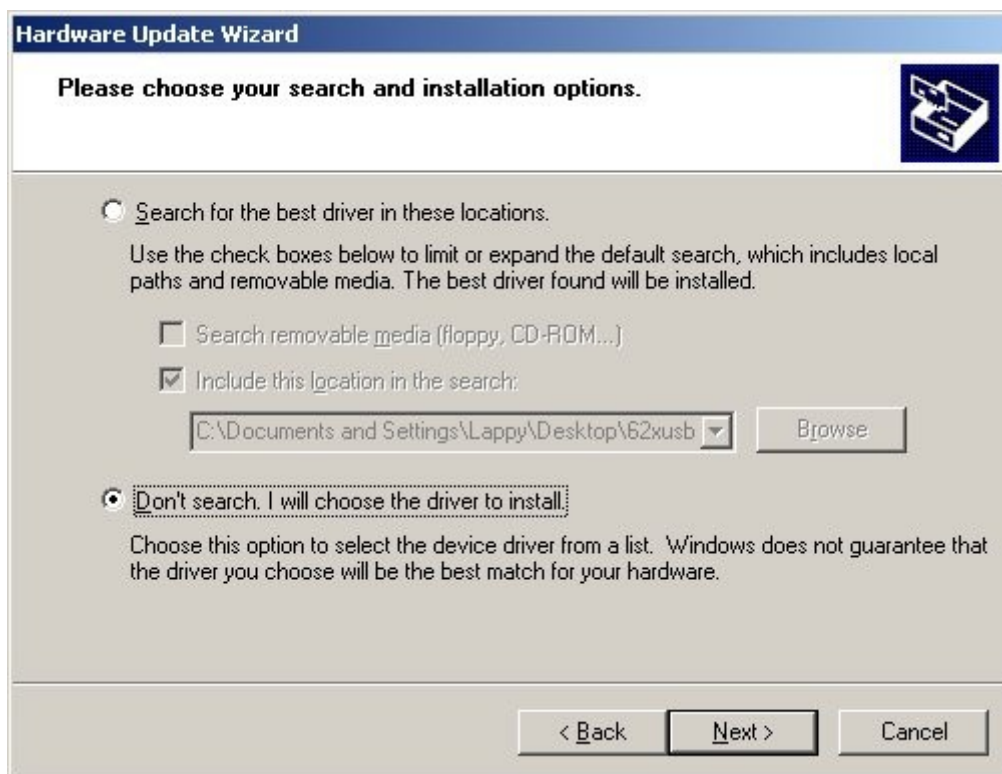 Hardware Update Wizard
Please choose your search and installation options.
Search for the best driver in these locations.
Use the check boxes below to limit or expand the default search, which includes local
paths and removable media. The best driver found will be installed.
Search removable media (floppy, CD-ROM...)
Include this location in the search:
C:\Documents and Settings\Lappy\Desktop\62xusb
Browse
Don't search. I will choose the driver to install.
Choose this option to select the device driver from a list. Windows does not guarantee that
the driver you choose will be the best match for your hardware.
< Back
Next >
Cancel